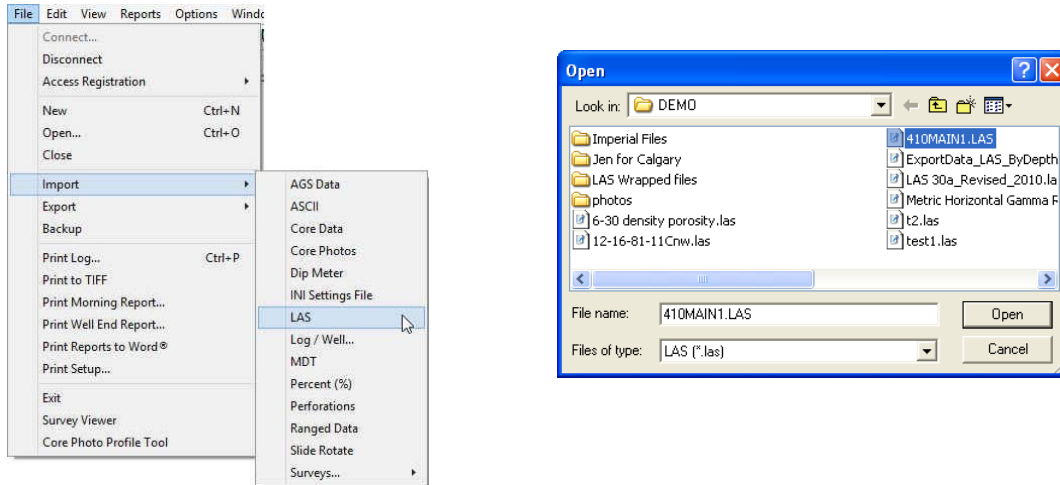 File Edit View Reports Options Windo
Connect...
Disconnect
Access Registration
New Ctrl+N
Open... Ctrl+O
Close
Import
Export
Backup
Print Log... Ctrl+P
Print to TIFF
Print Morning Report...
Print Well End Report...
Print Reports to Word®
Print Setup...
Exit
Survey Viewer
Core Photo Profile Tool
AGS Data
ASCII
Core Data
Core Photos
Dip Meter
INI Settings File
LAS
Log / Well...
MDT
Percent (%)
Perforations
Ranged Data
Slide Rotate
Surveys...
Open
Look in: DEMO
Imperial Files
Jen for Calgary
LAS Wrapped files
photos
6-30 density porosity.las
12-16-81-11Cnw.las
410MAIN1.LAS
ExportData_LAS_ByDepth
LAS 30a_Revised_2010.la
Metric Horizontal Gamma R
t2.las
test1.las
File name: 410MAIN1.LAS Open
Files of type: LAS (*.las) Cancel